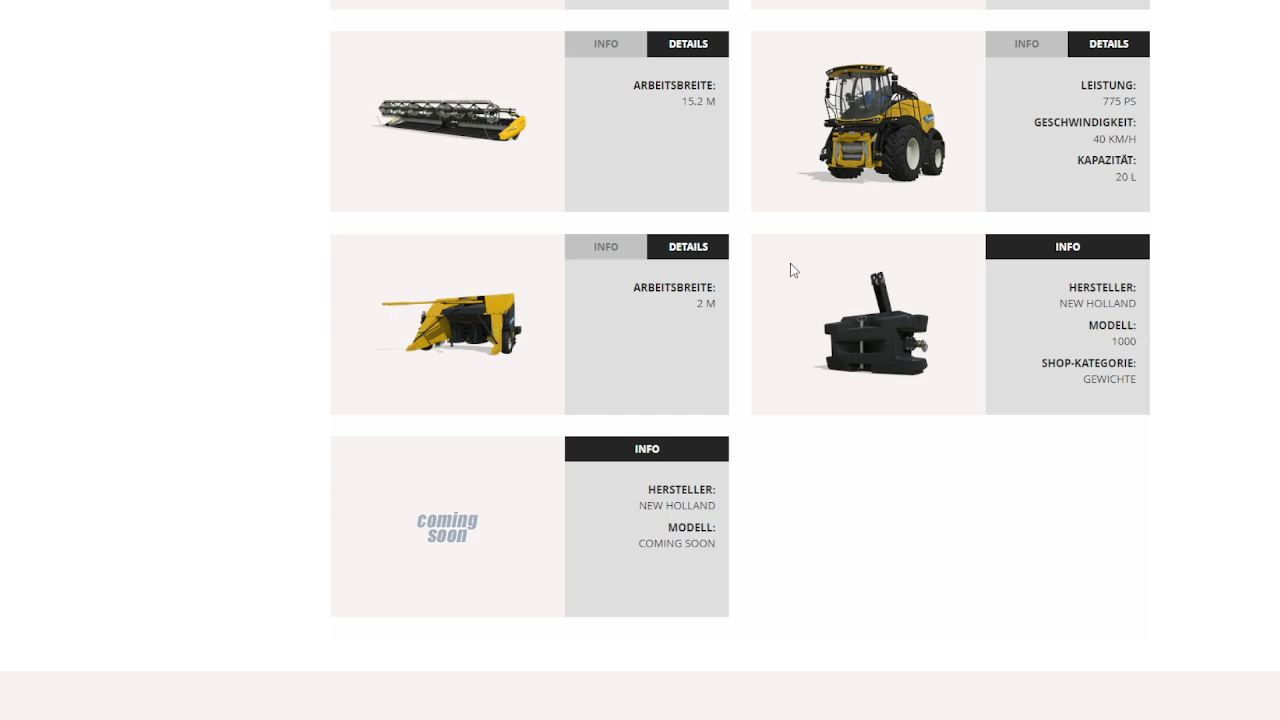 INFO DETAILS
ARBEITSBREITE:
15.2 M
INFO DETAILS
LEISTUNG:
775 PS
GESCHWINDIGKEIT:
40 KM/H
KAPAZITÄT:
20 L
INFO DETAILS
ARBEITSBREITE:
2 M
INFO
HERSTELLER:
NEW HOLLAND
MODELL:
1000
SHOP-KATEGORIE:
GEWICHTE
coming
soon
INFO
HERSTELLER:
NEW HOLLAND
MODELL:
COMING SOON